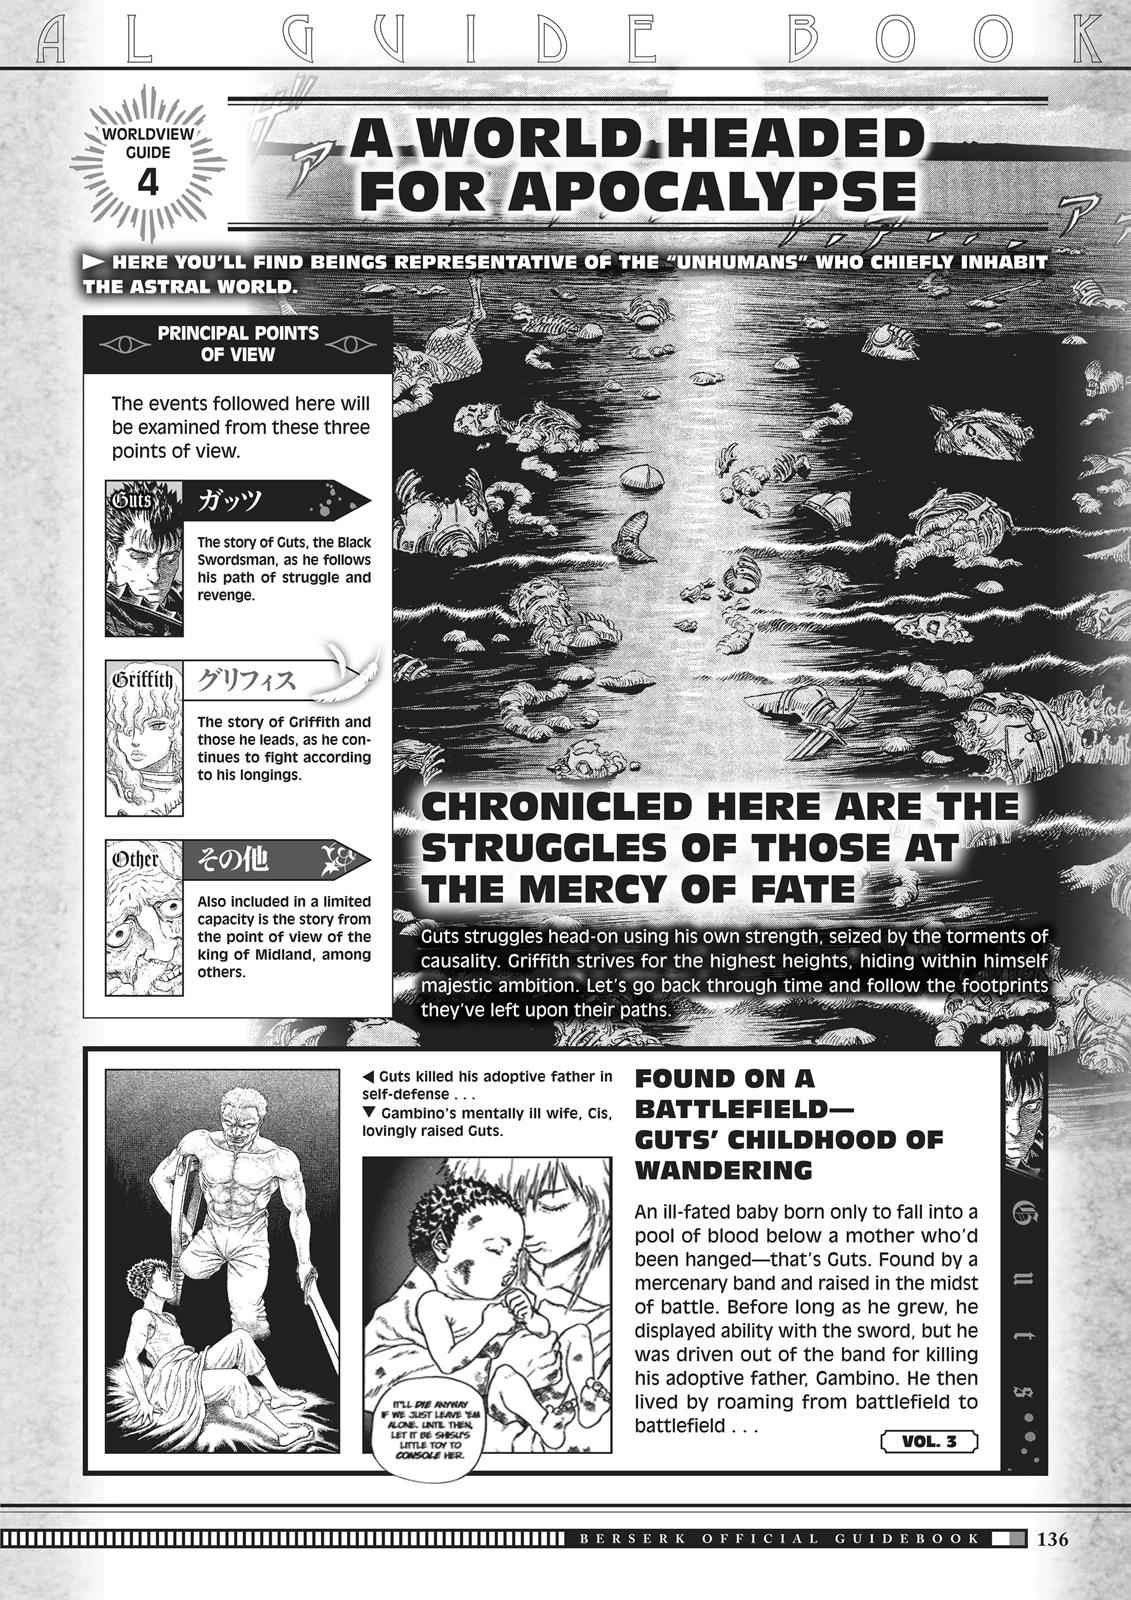 AL GUIDE BOOK
WORLDVIEW
GUIDE
4
A WORLD HEADED
FOR APOCALYPSE
▶ HERE YOU'LL FIND BEINGS REPRESENTATIVE OF THE "UNHUMANS" WHO CHIEFLY INHABIT
THE ASTRAL WORLD.
PRINCIPAL POINTS
OF VIEW
The events followed here will
be examined from these three
points of view.
Guts
ガッツ
The story of Guts, the Black
Swordsman, as he follows
his path of struggle and
revenge.
Griffith
グリフィス
The story of Griffith and
those he leads, as he con-
tinues to fight according
to his longings.
Other
その他
Also included in a limited
capacity is the story from
the point of view of the
king of Midland, among
others.
CHRONICLED HERE ARE THE
STRUGGLES OF THOSE AT
THE MERCY OF FATE
Guts struggles head-on using his own strength, seized by the torments of
causality. Griffith strives for the highest heights, hiding within himself
majestic ambition. Let's go back through time and follow the footprints
they've left upon their paths.
◀ Guts killed his adoptive father in
self-defense . . .
▼ Gambino's mentally ill wife, Cis,
lovingly raised Guts.
IT'LL DIE ANYWAY
IF WE JUST LEAVE 'EM
ALONE. UNTIL THEN,
LET IT BE SHISU'S
LITTLE TOY TO
CONSOLE HER.
FOUND ON A
BATTLEFIELD—
GUTS' CHILDHOOD OF
WANDERING
An ill-fated baby born only to fall into a
pool of blood below a mother who'd
been hanged—that's Guts. Found by a
mercenary band and raised in the midst
of battle. Before long as he grew, he
displayed ability with the sword, but he
was driven out of the band for killing
his adoptive father, Gambino. He then
lived by roaming from battlefield to
battlefield . . .
VOL. 3
Guts
BERSERK OFFICIAL GUIDEBOOK
136